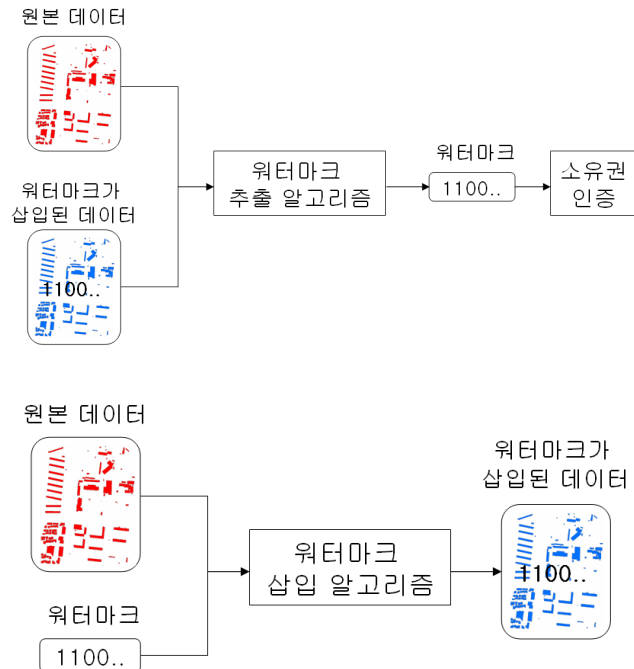 원본 데이터
워터마크가
삽입된 데이터
1100..
워터마크
추출 알고리즘
워터마크
1100..
소유권
인증
원본 데이터
워터마크
1100..
워터마크
삽입 알고리즘
워터마크가
삽입된 데이터
1100..